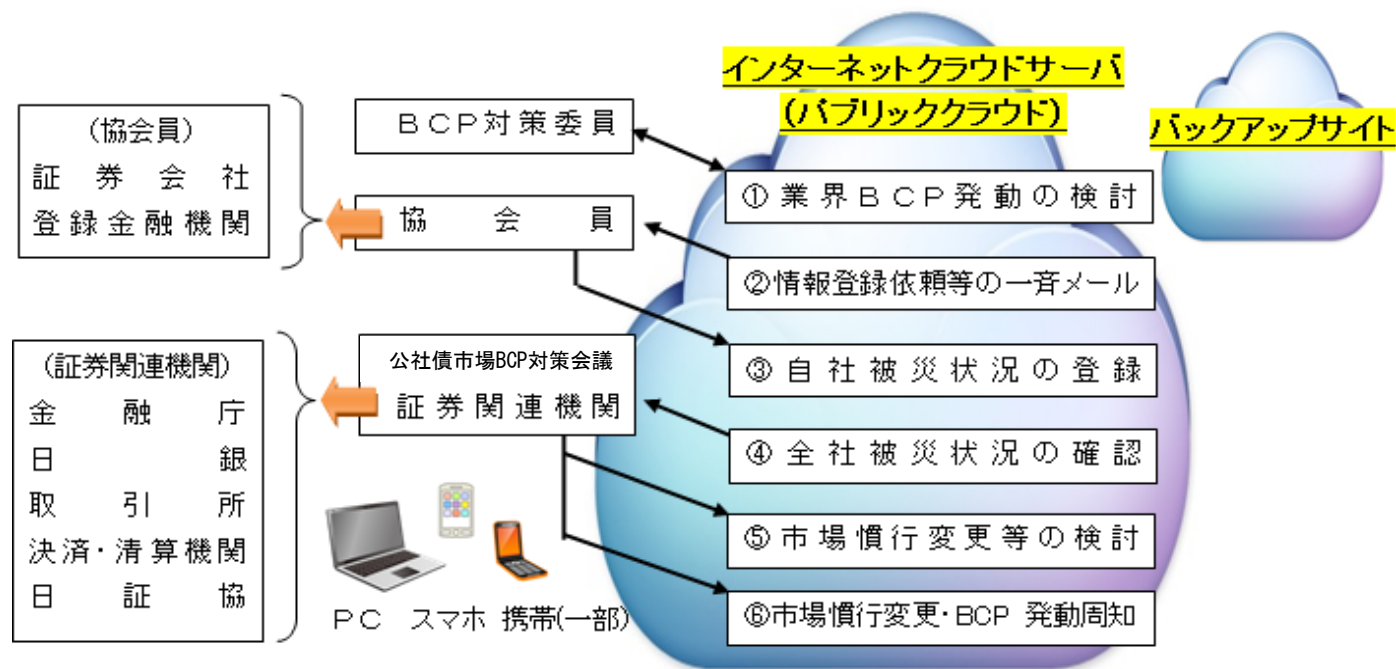 インターネットクラウドサーバ
(パブリッククラウド)
バックアップサイト
(協会員)
証券会社
登録金融機関
BCP対策委員
協会員
①業界BCP発動の検討
②情報登録依頼等の一斉メール
③自社被災状況の登録
④全社被災状況の確認
⑤市場慣行変更等の検討
⑥市場慣行変更・BCP 発動周知
公社債市場BCP対策会議
証券関連機関
(証券関連機関)
金融庁
日銀
取引所
決済・清算機関
日証協
PC スマホ 携帯(一部)